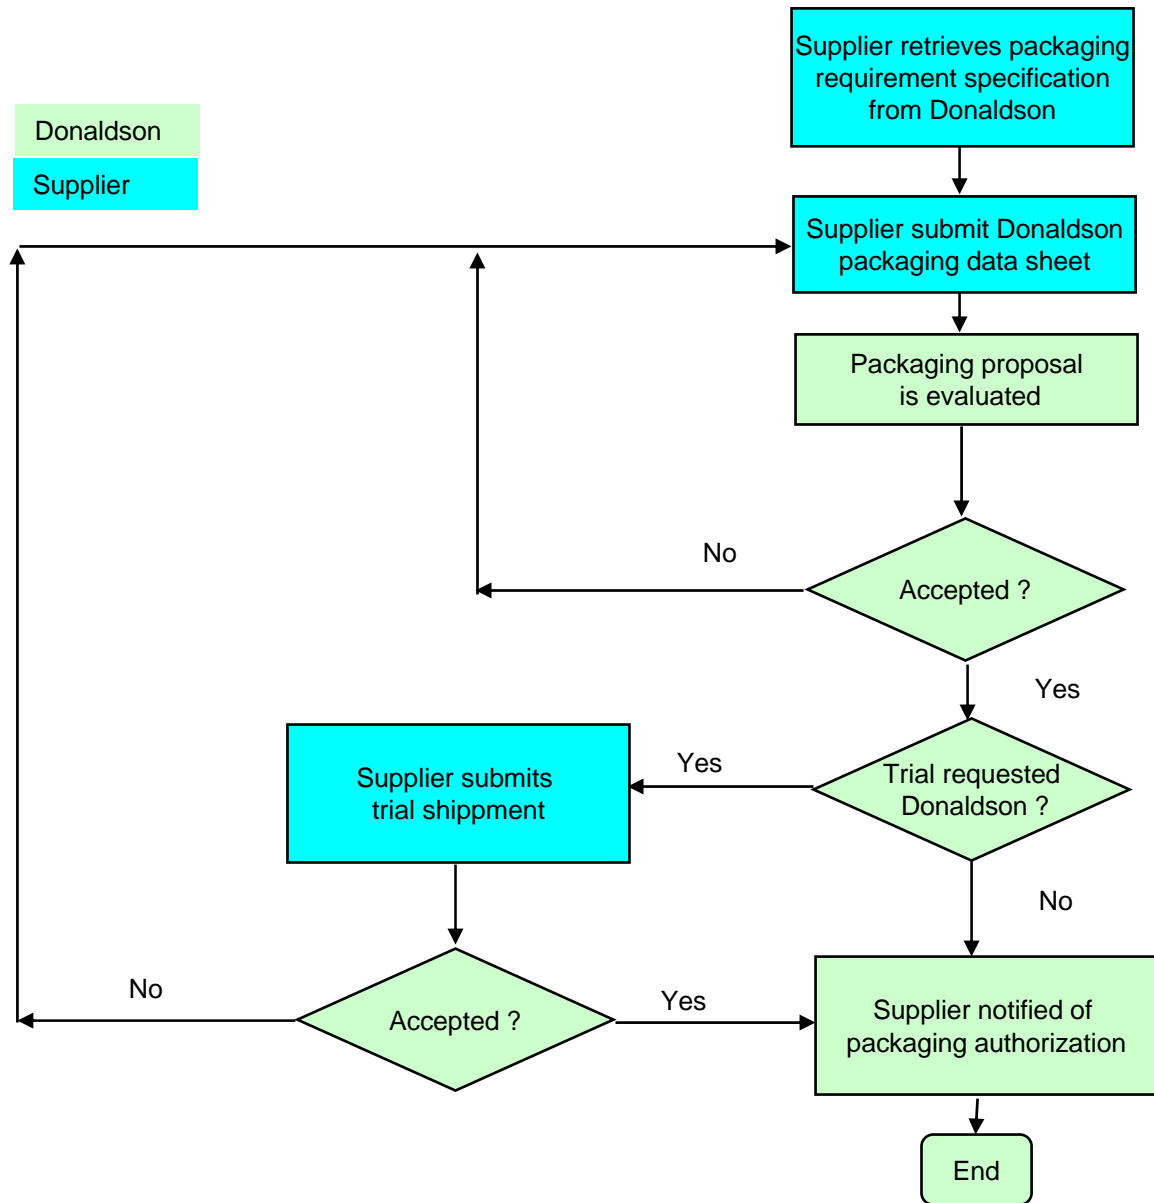 Supplier retrieves packaging
requirement specification
from Donaldson
Donaldson
Supplier
Supplier submit Donaldson
packaging data sheet
Packaging proposal
is evaluated
No
Accepted ?
Yes
Supplier submits
trial shippment
Yes
Trial requested
Donaldson ?
No
No
Accepted ?
Yes
Supplier notified of
packaging authorization
End